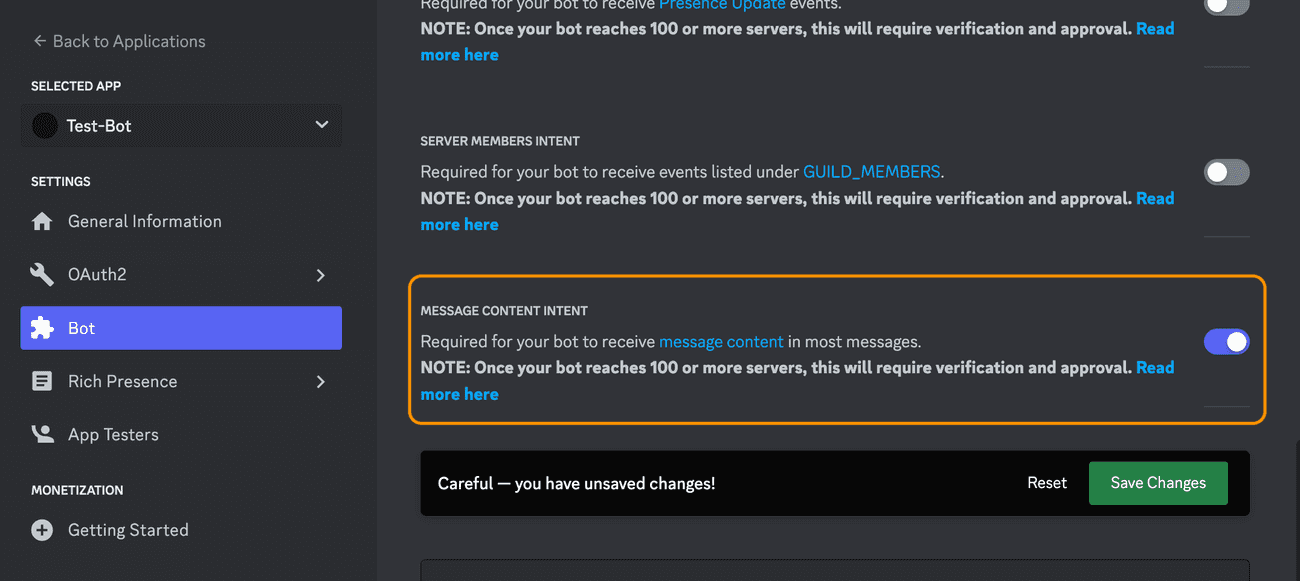 Back to Applications
SELECTED APP
Test-Bot
SETTINGS
General Information
OAuth2
Bot
Rich Presence
App Testers
MONETIZATION
Getting Started
Required for your bot to receive Presence Update events.
NOTE: Once your bot reaches 100 or more servers, this will require verification and approval. Read
more here
SERVER MEMBERS INTENT
Required for your bot to receive events listed under GUILD_MEMBERS.
NOTE: Once your bot reaches 100 or more servers, this will require verification and approval. Read
more here
MESSAGE CONTENT INTENT
Required for your bot to receive message content in most messages.
NOTE: Once your bot reaches 100 or more servers, this will require verification and approval. Read
more here
Careful — you have unsaved changes!
Reset
Save Changes